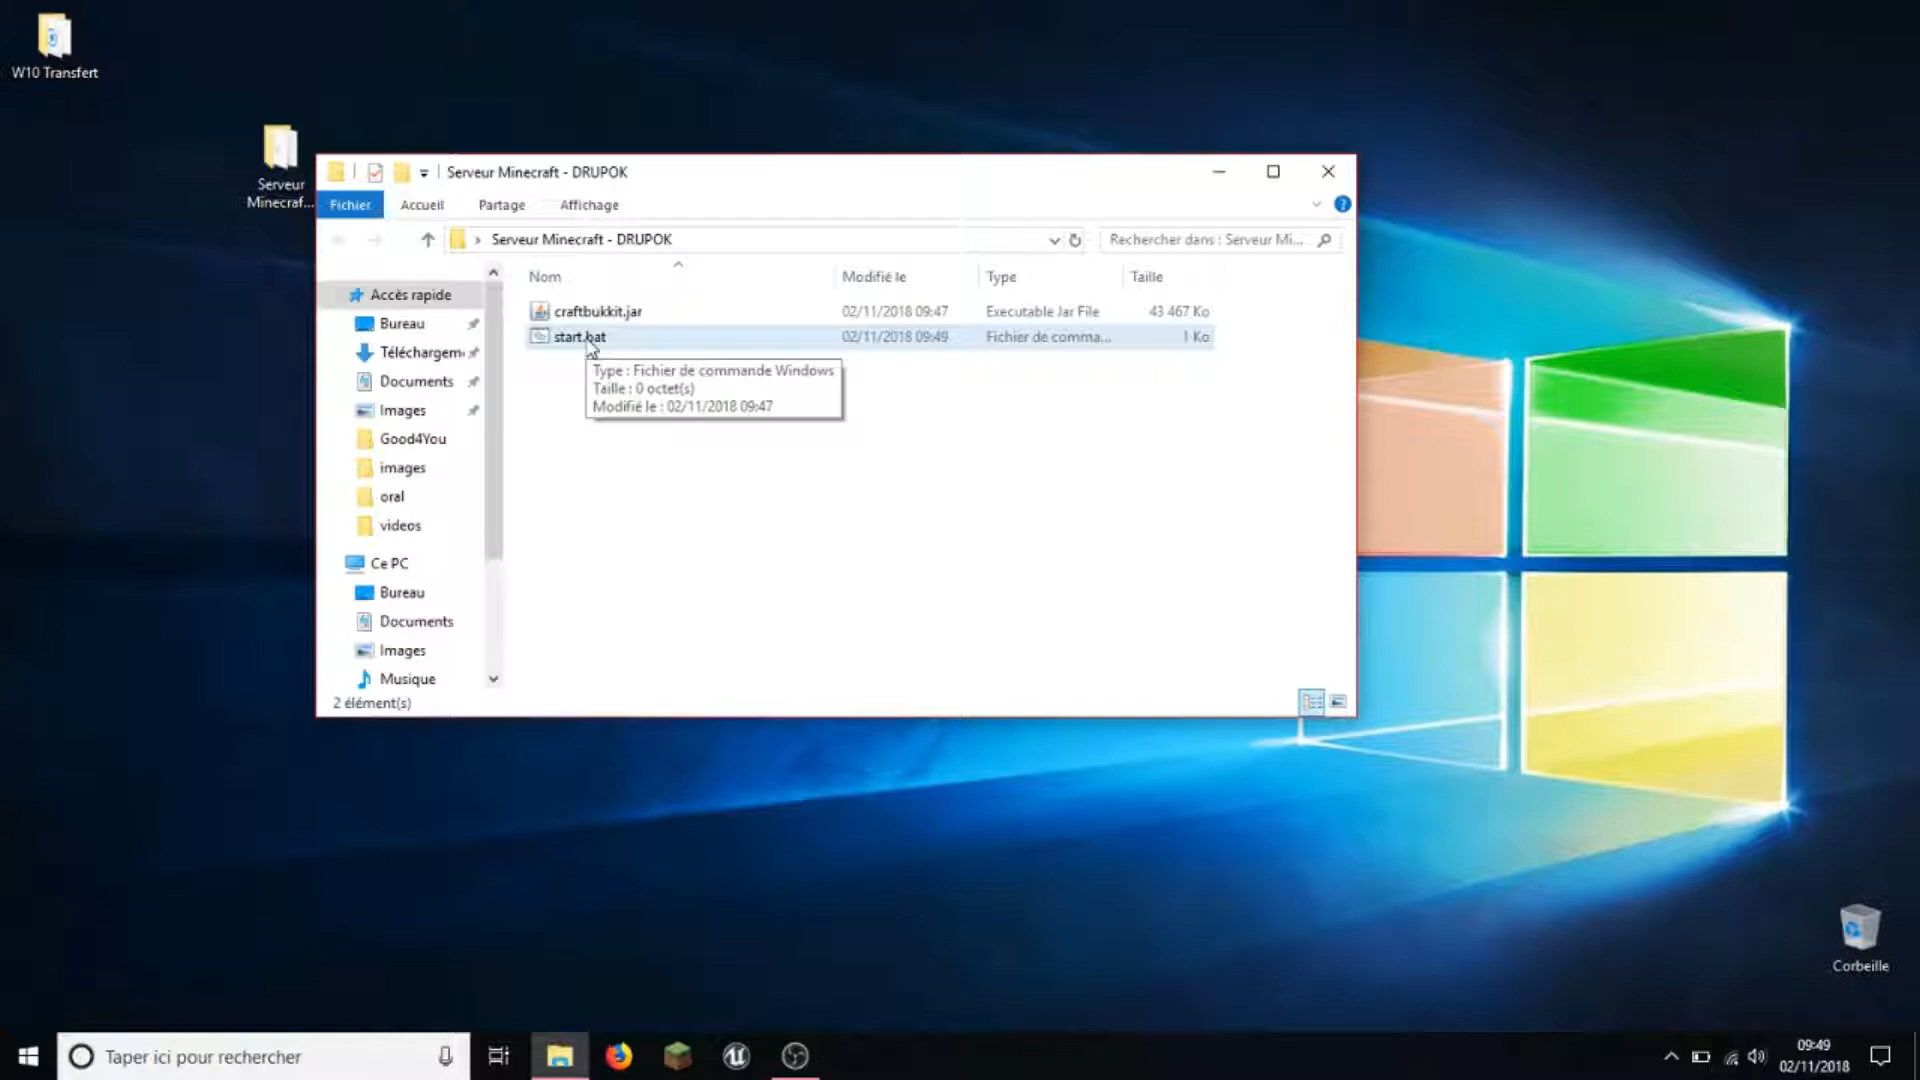 W10 Transfert
Serveur
Minecraf...
Serveur Minecraft - DRUPOK
Fichier
Accueil
Partage
Affichage
Serveur Minecraft - DRUPOK
Rechercher dans : Serveur Mi...
Nom
Modifié le
Type
Taille
craftbukkit.jar
02/11/2018 09:47
Executable Jar File
43 467 Ko
start.bat
02/11/2018 09:49
Fichier de comma...
1 Ko
Type : Fichier de commande Windows
Taille : 0 octet(s)
Modifié le : 02/11/2018 09:47
Accès rapide
Bureau
Téléchargem
Documents
Images
Good4You
images
oral
videos
Ce PC
Bureau
Documents
Images
Musique
2 élément(s)
Corbeille
Taper ici pour rechercher
09:49
02/11/2018